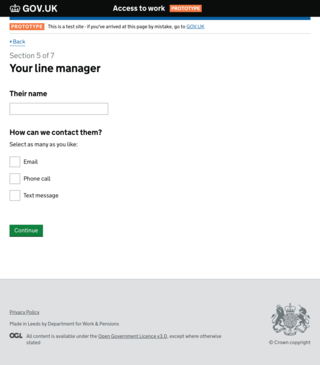 GOV.UK
Access to work PROTOTYPE
PROTOTYPE This is a test site - if you've arrived at this page by mistake, go to GOV.UK
Back
Section 5 of 7
Your line manager
Their name
How can we contact them?
Select as many as you like:
Email
Phone call
Text message
Continue
Privacy Policy
Made in Leeds by Department for Work & Pensions
OGL All content is available under the Open Government Licence v3.0, except where otherwise
stated
© Crown copyright